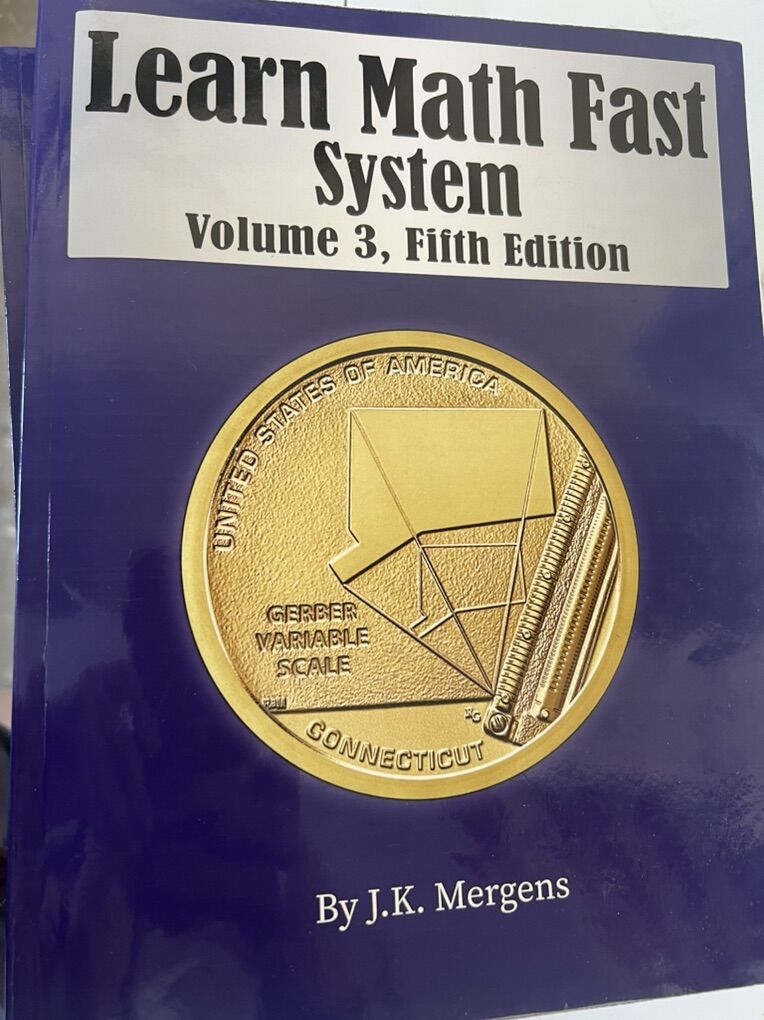 Learn Math Fast
System
Volume 3, Fifth Edition
UNITED STATES OF AMERICA
GERBER
VARIABLE
SCALE
CONNECTICUT
By J.K. Mergens